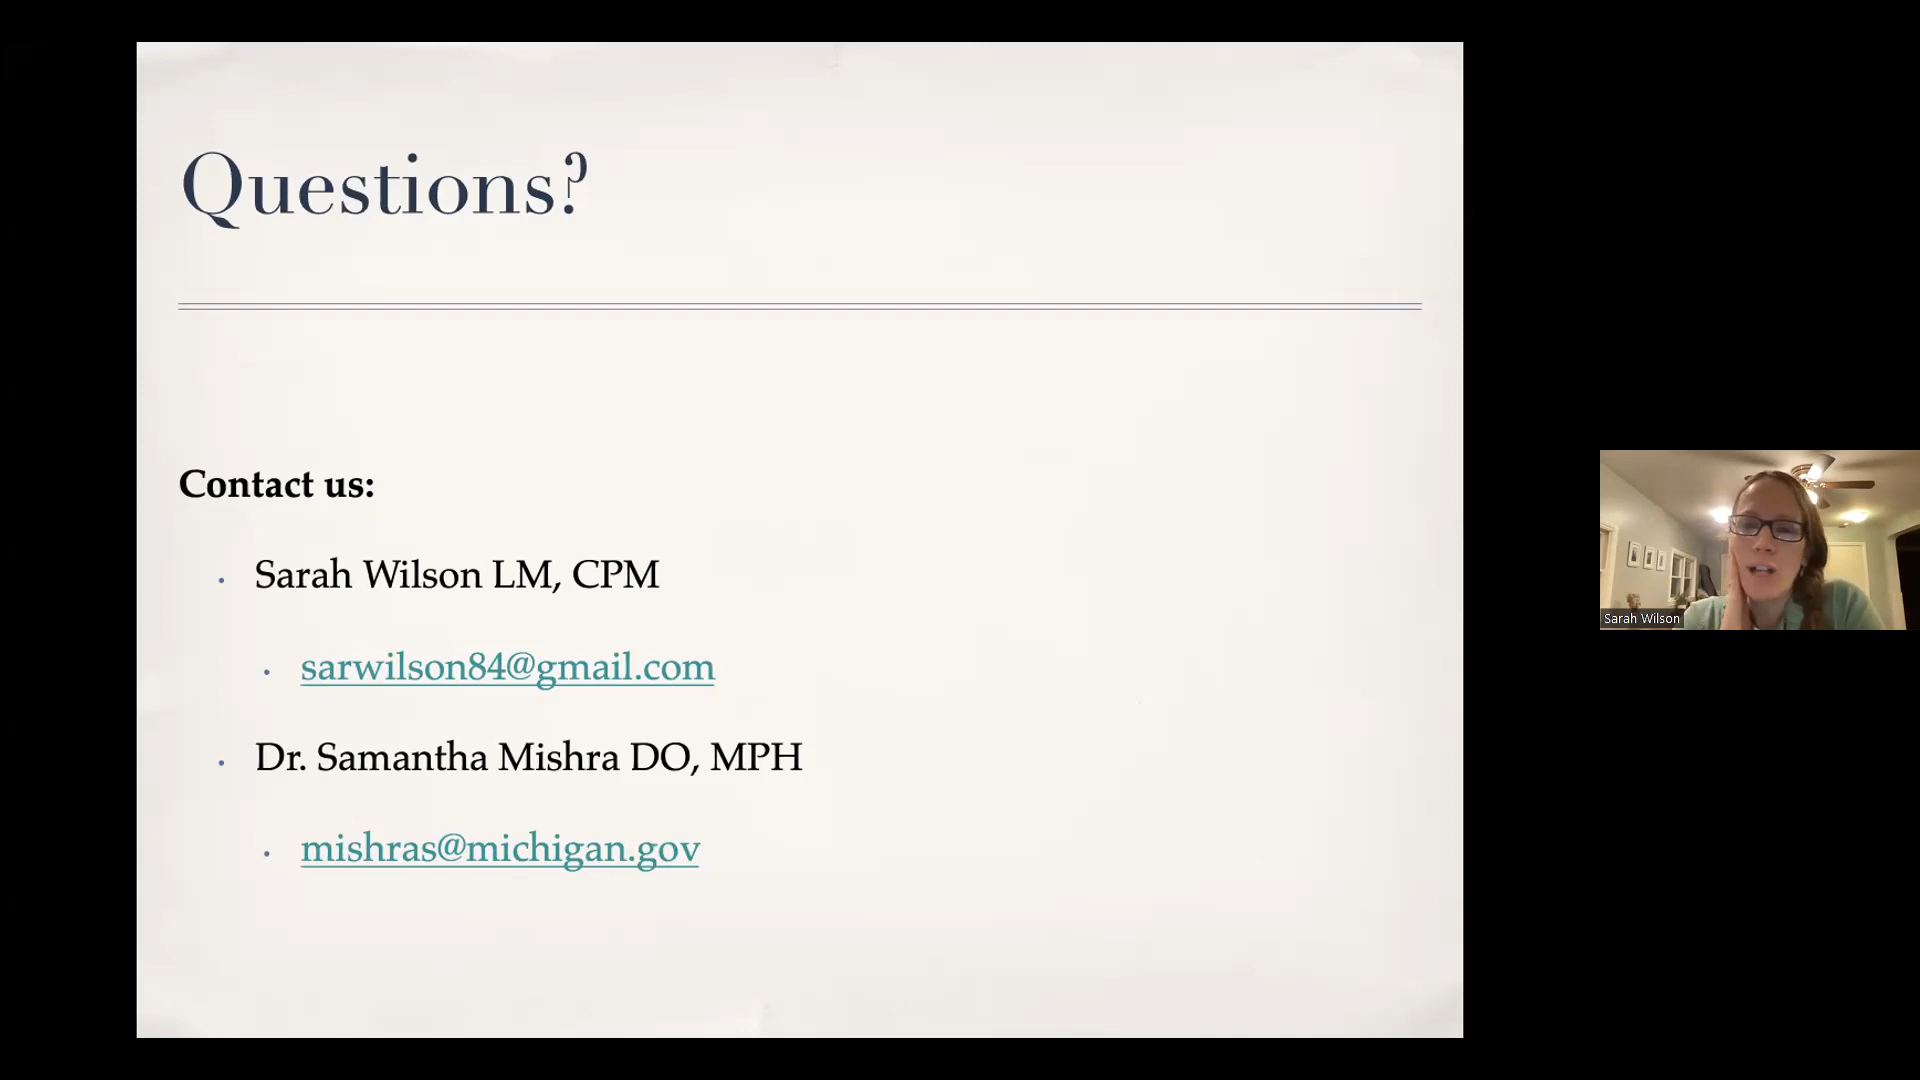 Questions?
Contact us:
Sarah Wilson LM, CPM
sarwilson84@gmail.com
Dr. Samantha Mishra DO, MPH
mishras@michigan.gov
Sarah Wilson